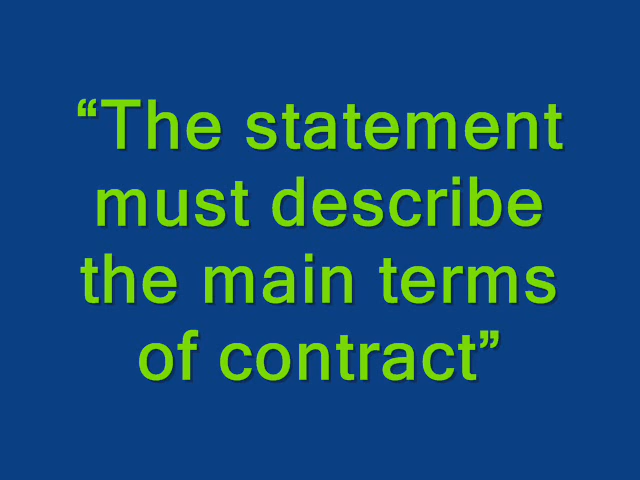 “The statement
must describe
the main terms
of contract”